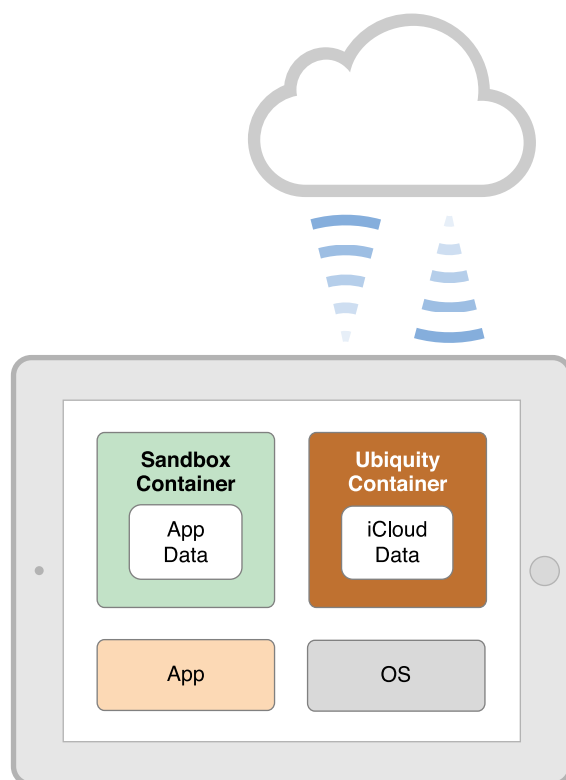 Sandbox
Container
App
Data
Ubiquity
Container
iCloud
Data
App
OS